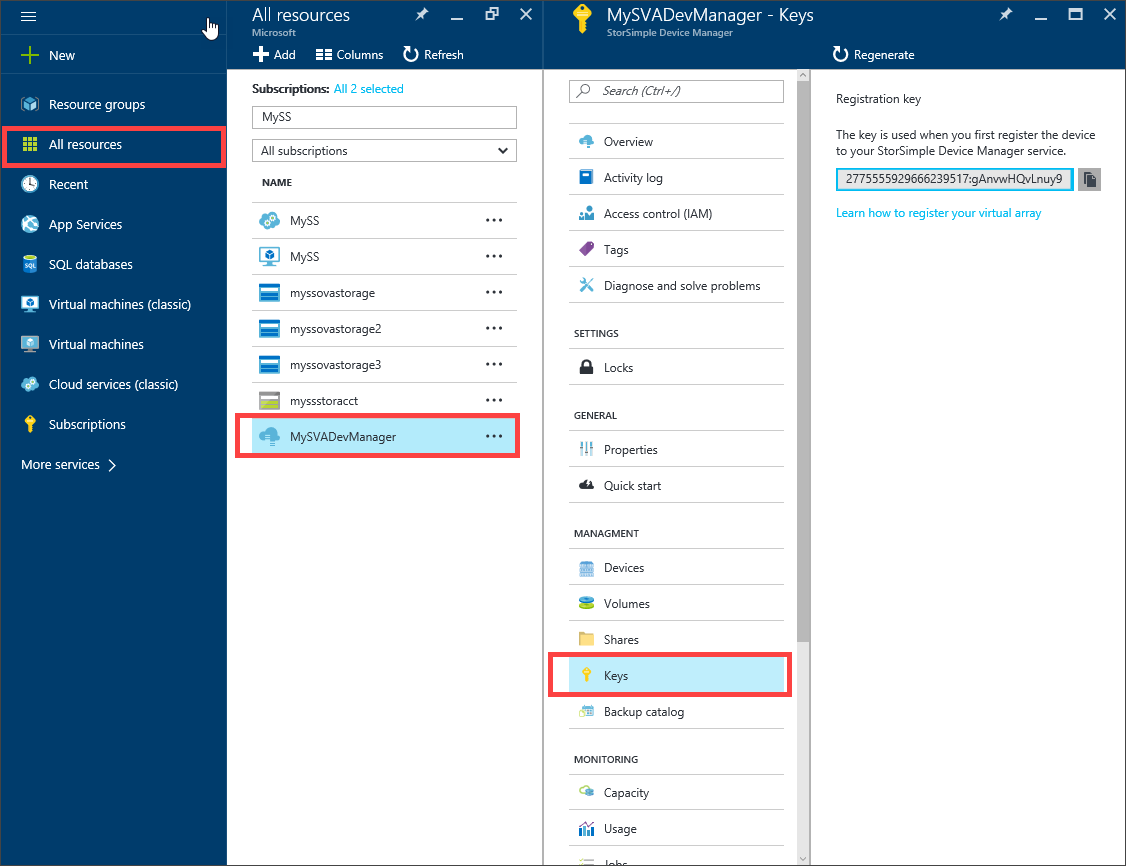 New
Resource groups
All resources
Recent
App Services
SQL
SQL databases
Virtual machines (classic)
Virtual machines
Cloud services (classic)
Subscriptions
More services
All resources
Microsoft
Add
Columns
Refresh
Subscriptions: All 2 selected
MySS
All subscriptions
NAME
MySS
MySS
myssovastorage
myssovastorage2
myssovastorage3
myssstoracct
MySVADevManager
MySVADevManager - Keys
StorSimple Device Manager
Search (Ctrl+/)
Overview
Activity log
Access control (IAM)
Tags
Diagnose and solve problems
SETTINGS
Locks
GENERAL
Properties
Quick start
MANAGMENT
Devices
Volumes
Shares
Keys
Backup catalog
MONITORING
Capacity
Usage
Jobs
Regenerate
Registration key
The key is used when you first register the device
to your StorSimple Device Manager service.
2775555929666239517:gAnvwHQvLnuy9
Learn how to register your virtual array